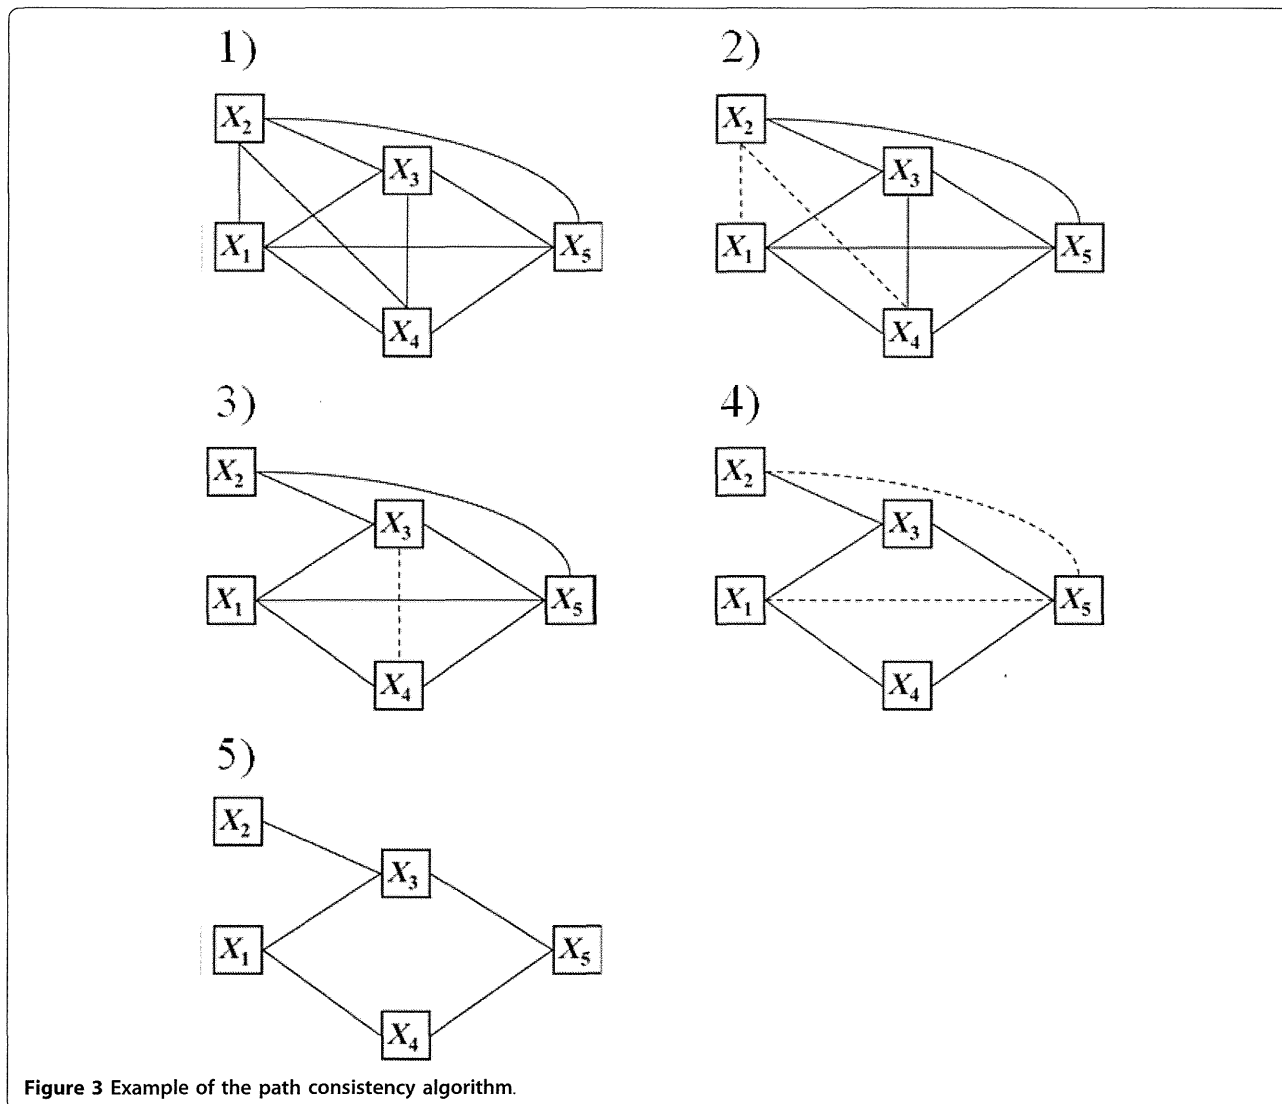 1)
X₂
X₃
X₁
X₅
X₄
2)
X₂
X₃
X₁
X₅
X₄
3)
X₂
X₃
X₁
X₅
X₄
4)
X₂
X₃
X₁
X₅
X₄
5)
X₂
X₃
X₁
X₅
X₄
Figure 3 Example of the path consistency algorithm.